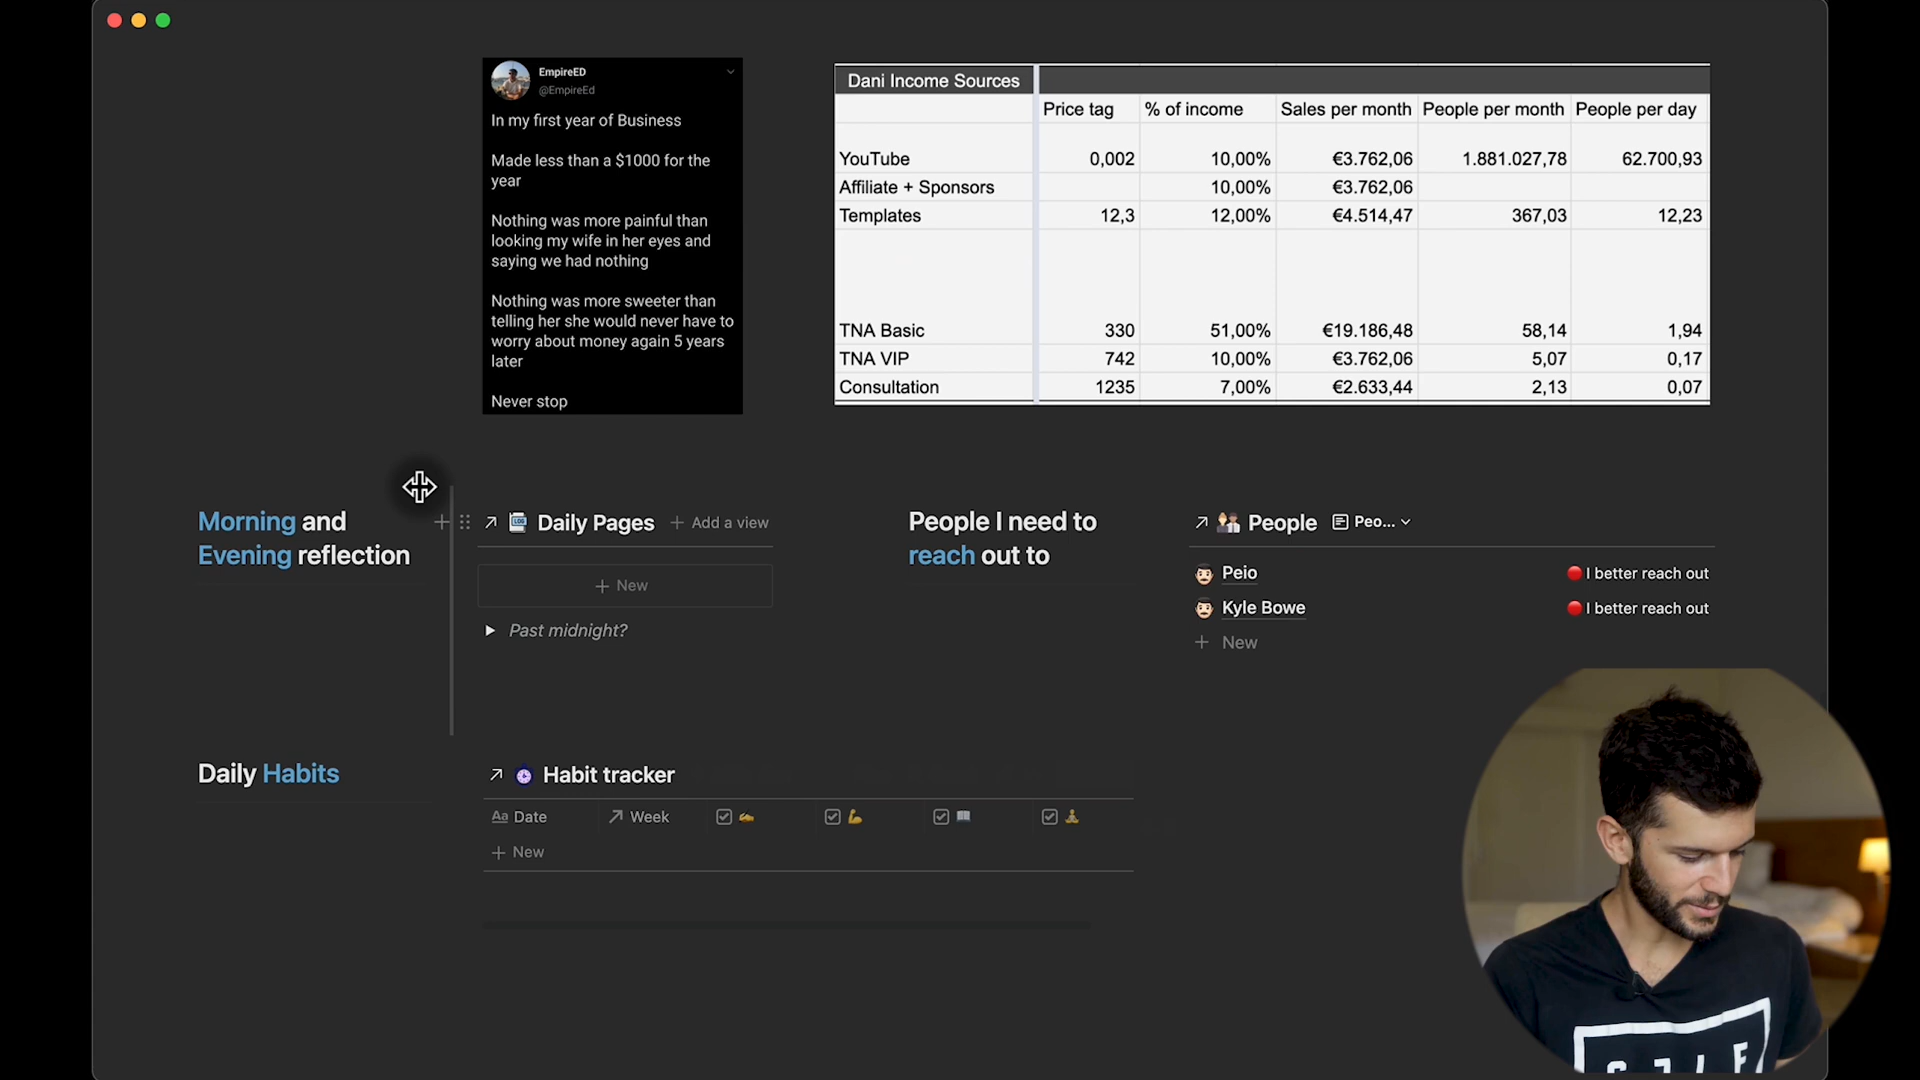 EmpireED
@EmpireEd
In my first year of Business
Made less than a $1000 for the
year
Nothing was more painful than
looking my wife in her eyes and
saying we had nothing
Nothing was more sweeter than
telling her she would never have to
worry about money again 5 years
later
Never stop
Dani Income Sources
Price tag % of income Sales per month People per month People per day
YouTube 0,002 10,00% €3.762,06 1.881.027,78 62.700,93
Affiliate + Sponsors 10,00% €3.762,06
Templates 12,3 12,00% €4.514,47 367,03 12,23
TNA Basic 330 51,00% €19.186,48 58,14 1,94
TNA VIP 742 10,00% €3.762,06 5,07 0,17
Consultation 1235 7,00% €2.633,44 2,13 0,07
Morning and
Evening reflection
LOG
Daily Pages + Add a view
+ New
Past midnight?
People I need to
reach out to
People Peo...
Peio I better reach out
Kyle Bowe I better reach out
+ New
Daily Habits
Habit tracker
Aa Date Week
+ New